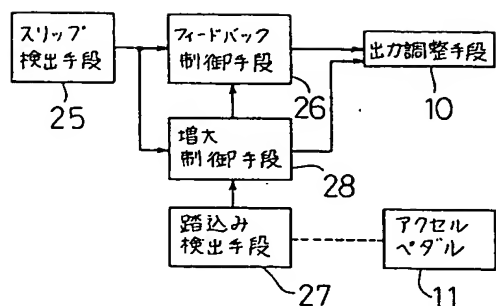 スリップ
検出手段
25
フィードバック
制御手段
26
出力調整手段
10
増大
制御手段
28
踏込み
検出手段
27
アクセル
ペダル
11